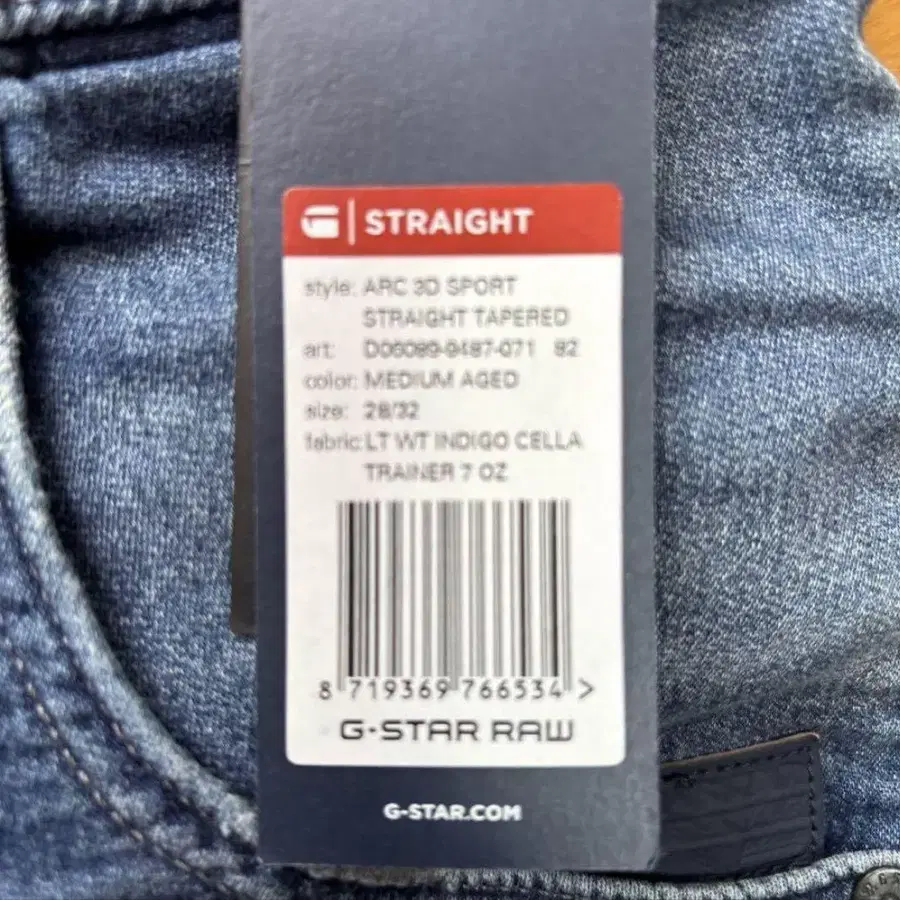 STRAIGHT
style: ARC 3D SPORT
STRAIGHT TAPERED
art: D06089-9487-071 82
color: MEDIUM AGED
size: 28/32
fabric: LT WT INDIGO CELLA
TRAINER 7 OZ
8 719369 766534 >
G-STAR RAW
G-STAR.COM